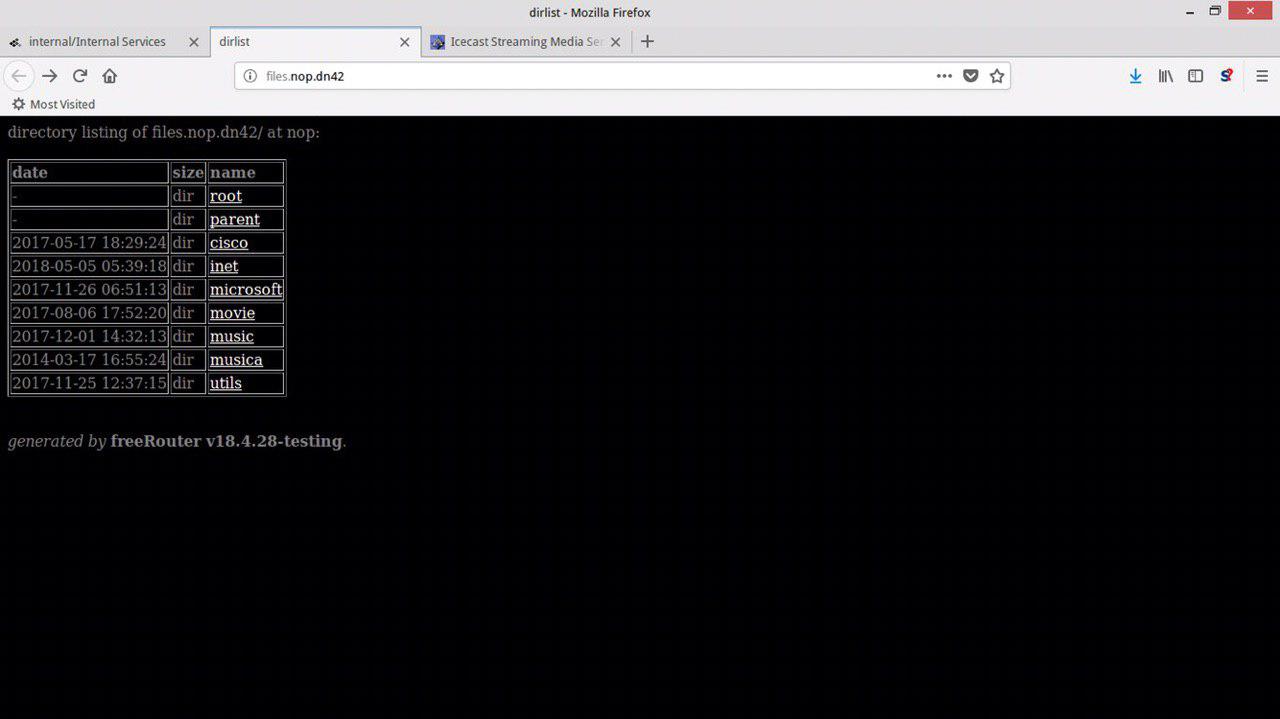 dirlist - Mozilla Firefox
internal/Internal Services dirlist Icecast Streaming Media Ser
files.nop.dn42
Most Visited
directory listing of files.nop.dn42/ at nop:
date size name
- dir root
- dir parent
2017-05-17 18:29:24 dir cisco
2018-05-05 05:39:18 dir inet
2017-11-26 06:51:13 dir microsoft
2017-08-06 17:52:20 dir movie
2017-12-01 14:32:13 dir music
2014-03-17 16:55:24 dir musica
2017-11-25 12:37:15 dir utils
generated by freeRouter v18.4.28-testing.